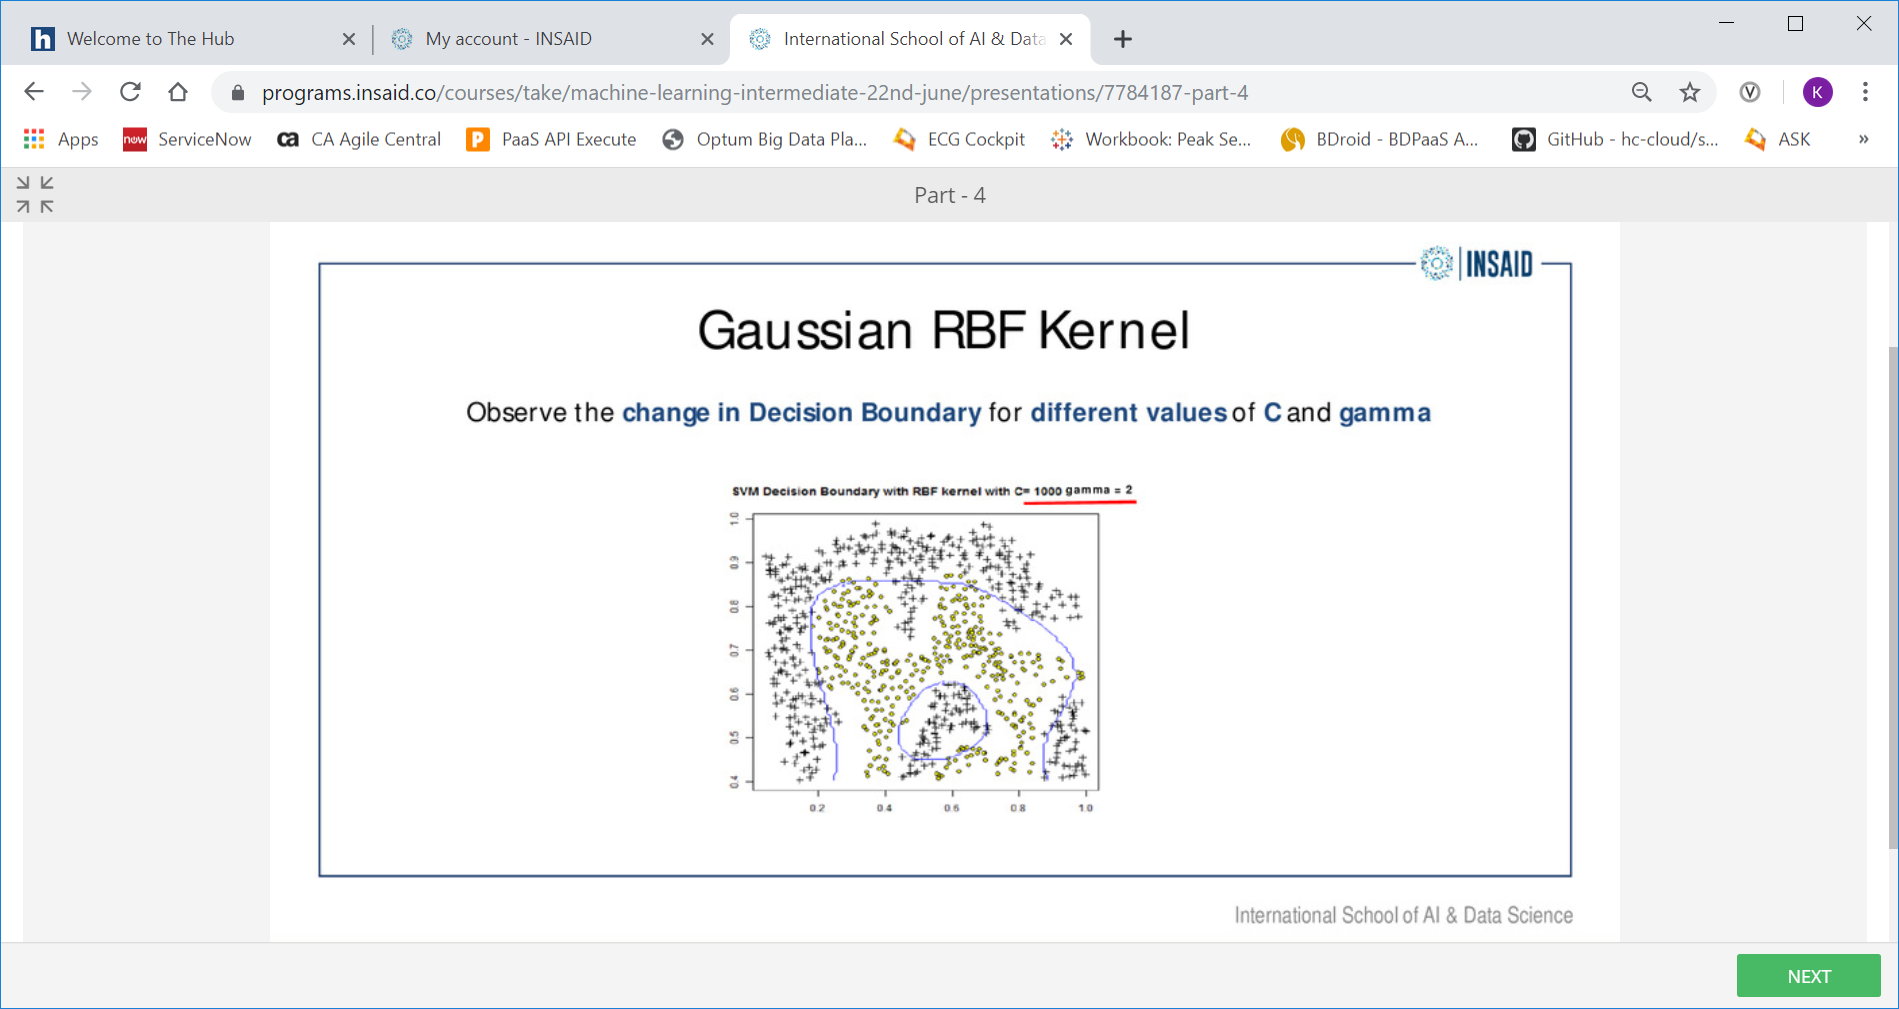 Welcome to The Hub
My account - INSAID
International School of AI & Data
programs.insaid.co/courses/take/machine-learning-intermediate-22nd-june/presentations/7784187-part-4
K
Apps
now
ServiceNow
ca
CA Agile Central
P
PaaS API Execute
Optum Big Data Pla...
ECG Cockpit
Workbook: Peak Se...
BDroid - BDPaaS A...
GitHub - hc-cloud/s...
ASK
»
Part - 4
INSAID
Gaussian RBF Kernel
Observe the change in Decision Boundary for different values of C and gamma
SVM Decision Boundary with RBF kernel with C= 1000 gamma = 2
1.0
0.9
0.8
0.7
0.6
0.5
0.4
0.2 0.4 0.6 0.8 1.0
International School of AI & Data Science
NEXT